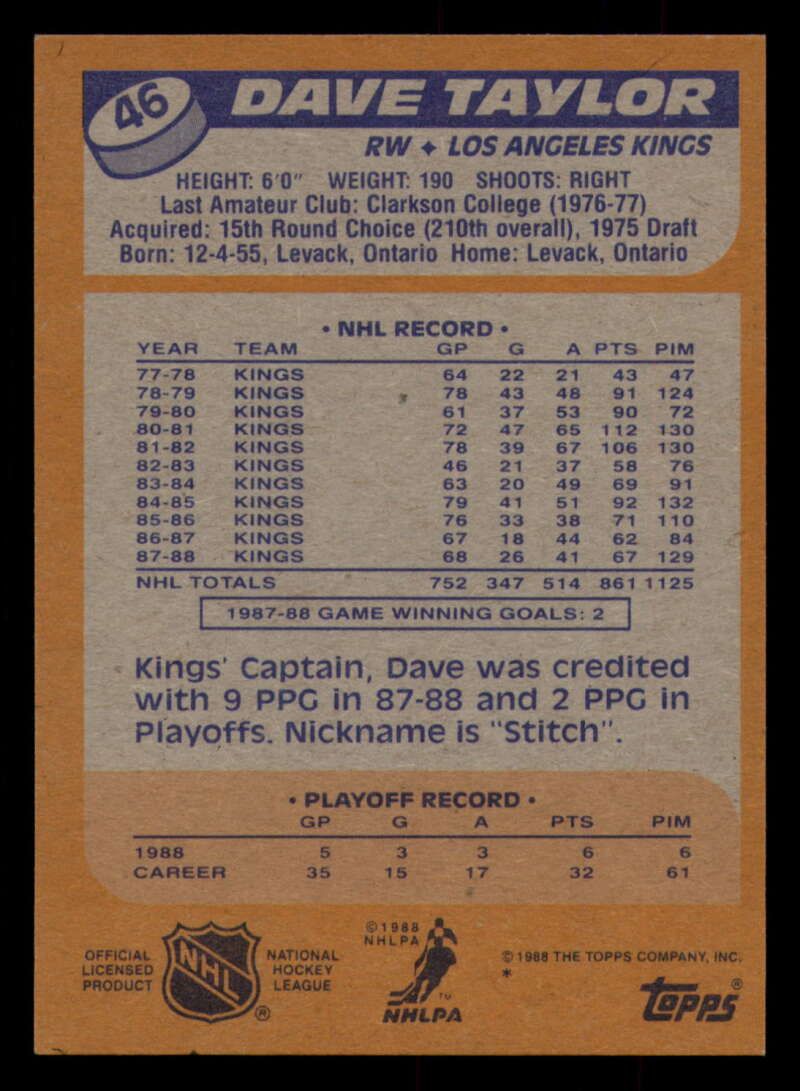 46
DAVE TAYLOR
RW ✦ LOS ANGELES KINGS
HEIGHT: 6'0" WEIGHT: 190 SHOOTS: RIGHT
Last Amateur Club: Clarkson College (1976-77)
Acquired: 15th Round Choice (210th overall), 1975 Draft
Born: 12-4-55, Levack, Ontario Home: Levack, Ontario
• NHL RECORD •
YEAR TEAM GP G A PTS PIM
77-78 KINGS 64 22 21 43 47
78-79 KINGS 78 43 48 91 124
79-80 KINGS 61 37 53 90 72
80-81 KINGS 72 47 65 112 130
81-82 KINGS 78 39 67 106 130
82-83 KINGS 46 21 37 58 76
83-84 KINGS 63 20 49 69 91
84-85 KINGS 79 41 51 92 132
85-86 KINGS 76 33 38 71 110
86-87 KINGS 67 18 44 62 84
87-88 KINGS 68 26 41 67 129
NHL TOTALS 752 347 514 861 1125
1987-88 GAME WINNING GOALS: 2
Kings' Captain, Dave was credited
with 9 PPG in 87-88 and 2 PPG in
Playoffs. Nickname is "Stitch".
• PLAYOFF RECORD •
GP G A PTS PIM
1988 5 3 3 6 6
CAREER 35 15 17 32 61
OFFICIAL
LICENSED
PRODUCT
NHL
®
NATIONAL
HOCKEY
LEAGUE
©1988
NHLPA
TM
NHLPA
©1988 THE TOPPS COMPANY, INC.
*
topps®